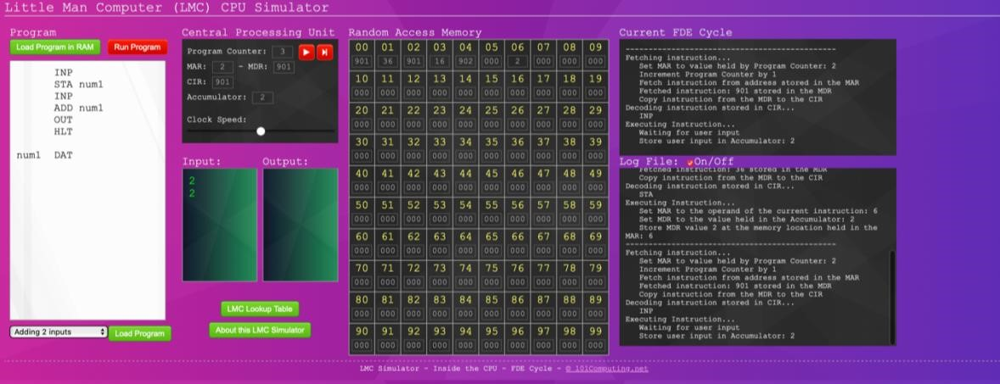 Little Man Computer (LMC) CPU Simulator
Program
Load Program in RAM Run Program
INP
STA num1
INP
ADD num1
OUT
HLT
num1 DAT
Adding 2 inputs Load Program
Central Processing Unit
Program Counter: 3
MAR: 2 - MDR: 901
CIR: 901
Accumulator: 2
Clock Speed:
Input: Output:
2
2
LMC Lookup Table
About this LMC Simulator
Random Access Memory
00 01 02 03 04 05 06 07 08 09
901 36 901 16 902 000 2 000 000 000
10 11 12 13 14 15 16 17 18 19
000 000 000 000 000 000 000 000 000 000
20 21 22 23 24 25 26 27 28 29
000 000 000 000 000 000 000 000 000 000
30 31 32 33 34 35 36 37 38 39
000 000 000 000 000 000 000 000 000 000
40 41 42 43 44 45 46 47 48 49
000 000 000 000 000 000 000 000 000 000
50 51 52 53 54 55 56 57 58 59
000 000 000 000 000 000 000 000 000 000
60 61 62 63 64 65 66 67 68 69
000 000 000 000 000 000 000 000 000 000
70 71 72 73 74 75 76 77 78 79
000 000 000 000 000 000 000 000 000 000
80 81 82 83 84 85 86 87 88 89
000 000 000 000 000 000 000 000 000 000
90 91 92 93 94 95 96 97 98 99
000 000 000 000 000 000 000 000 000 000
Current FDE Cycle
----------------------------------------------
Fetching instruction...
Set MAR to value held by Program Counter: 2
Increment Program Counter by 1
Fetch instruction from address stored in the MAR
Fetched instruction: 901 stored in the MDR
Copy instruction from the MDR to the CIR
Decoding instruction stored in CIR...
INP
Executing Instruction...
Waiting for user input
Store user input in Accumulator: 2
Log File: On/Off
Fetched instruction: 36 stored in the MDR
Copy instruction from the MDR to the CIR
Decoding instruction stored in CIR...
STA
Executing Instruction...
Set MAR to the operand of the current instruction: 6
Set MDR to the value held in the Accumulator: 2
Store MDR value 2 at the memory location held in the
MAR: 6
----------------------------------------------
Fetching instruction...
Set MAR to value held by Program Counter: 2
Increment Program Counter by 1
Fetch instruction from address stored in the MAR
Fetched instruction: 901 stored in the MDR
Copy instruction from the MDR to the CIR
Decoding instruction stored in CIR...
INP
Executing Instruction...
Waiting for user input
Store user input in Accumulator: 2
LMC Simulator - Inside the CPU - FDE Cycle - © 101Computing.net